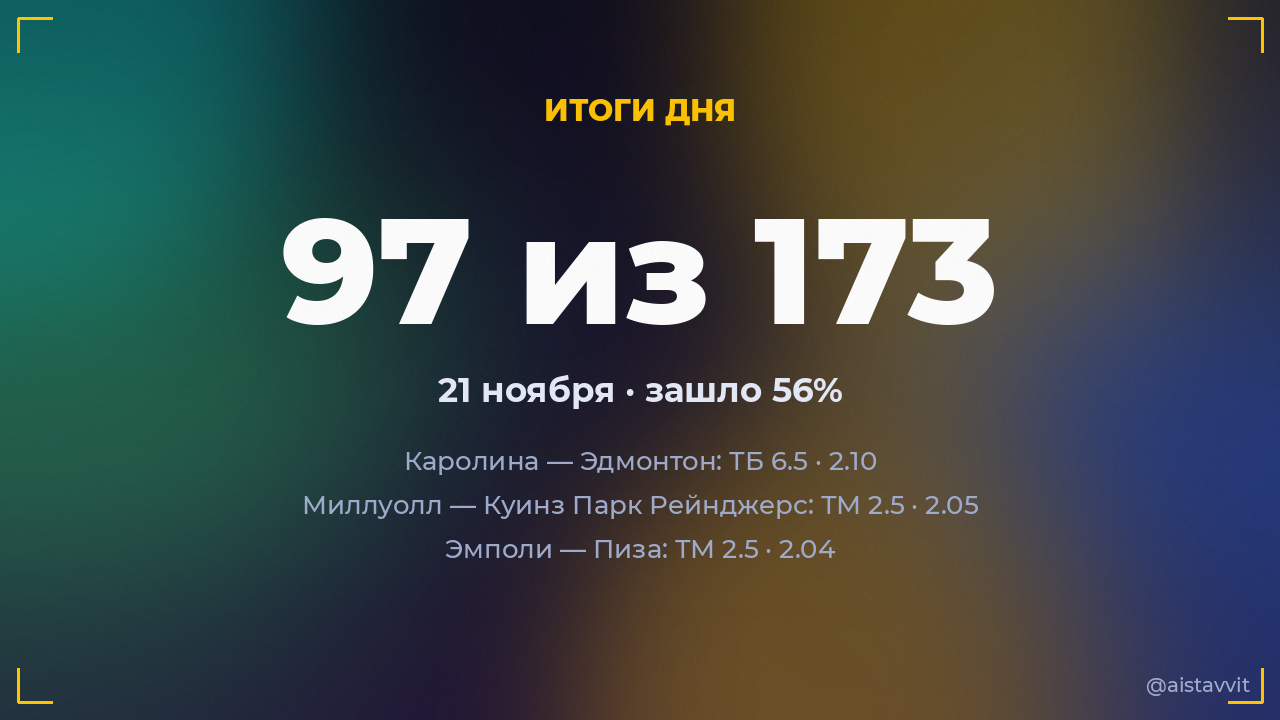 ИТОГИ ДНЯ
97 из 173
21 ноября · зашло 56%
Каролина — Эдмонтон: ТБ 6.5 · 2.10
Миллуолл — Куинз Парк Рейнджерс: ТМ 2.5 · 2.05
Эмполи — Пиза: ТМ 2.5 · 2.04
@aistavvit